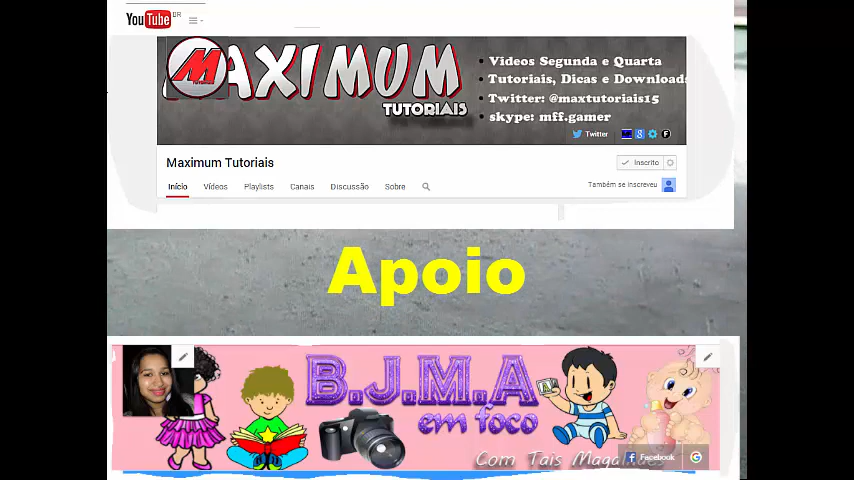 YouTube BR
MAXIMUM
TUTORIAIS
• Videos Segunda e Quarta
• Tutoriais, Dicas e Downloads
• Twitter: @maxtutoriais15
• skype: mff.gamer
Twitter
Maximum Tutoriais
Inscrito
Início Vídeos Playlists Canais Discussão Sobre
Também se inscreveu
Apoio
B.J.M.A
em foco
Com Tais Magalhães
Facebook